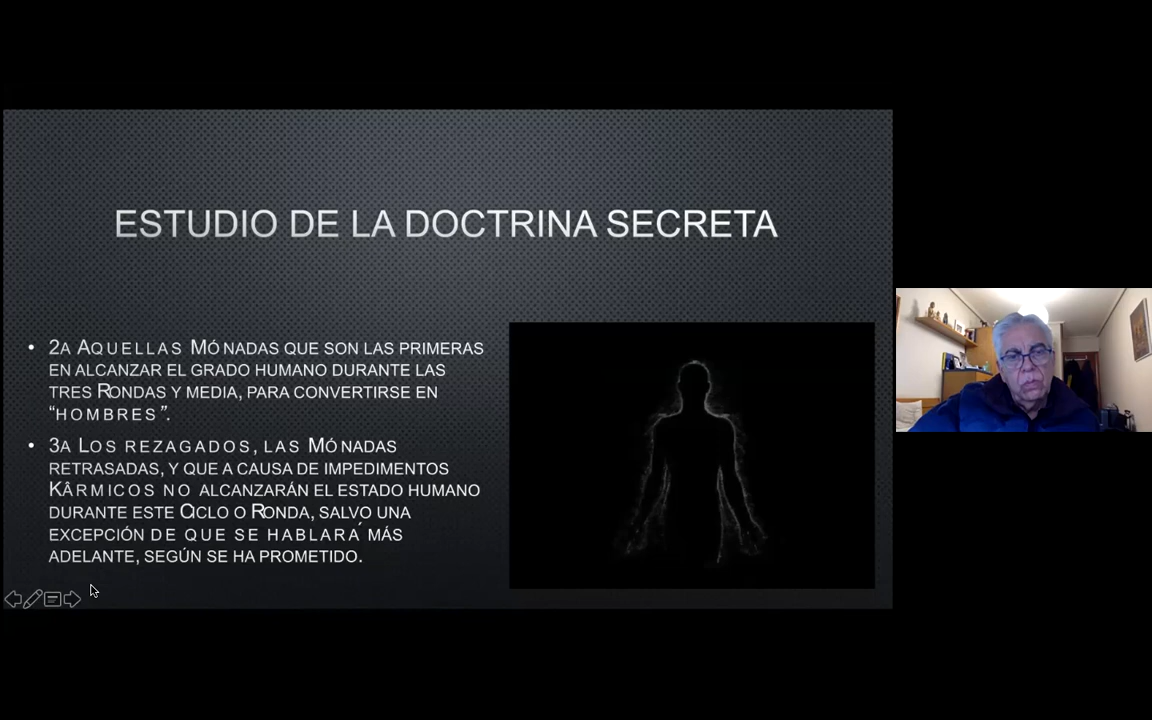 ESTUDIO DE LA DOCTRINA SECRETA
• 2A AQUELLAS MÓNADAS QUE SON LAS PRIMERAS
EN ALCANZAR EL GRADO HUMANO DURANTE LAS
TRES RONDAS Y MEDIA, PARA CONVERTIRSE EN
“HOMBRES”.
• 3A LOS REZAGADOS, LAS MÓNADAS
RETRASADAS, Y QUE A CAUSA DE IMPEDIMENTOS
KÂRMICOS NO ALCANZARÁN EL ESTADO HUMANO
DURANTE ESTE CICLO O RONDA, SALVO UNA
EXCEPCIÓN DE QUE SE HABLARÁ MÁS
ADELANTE, SEGÚN SE HA PROMETIDO.